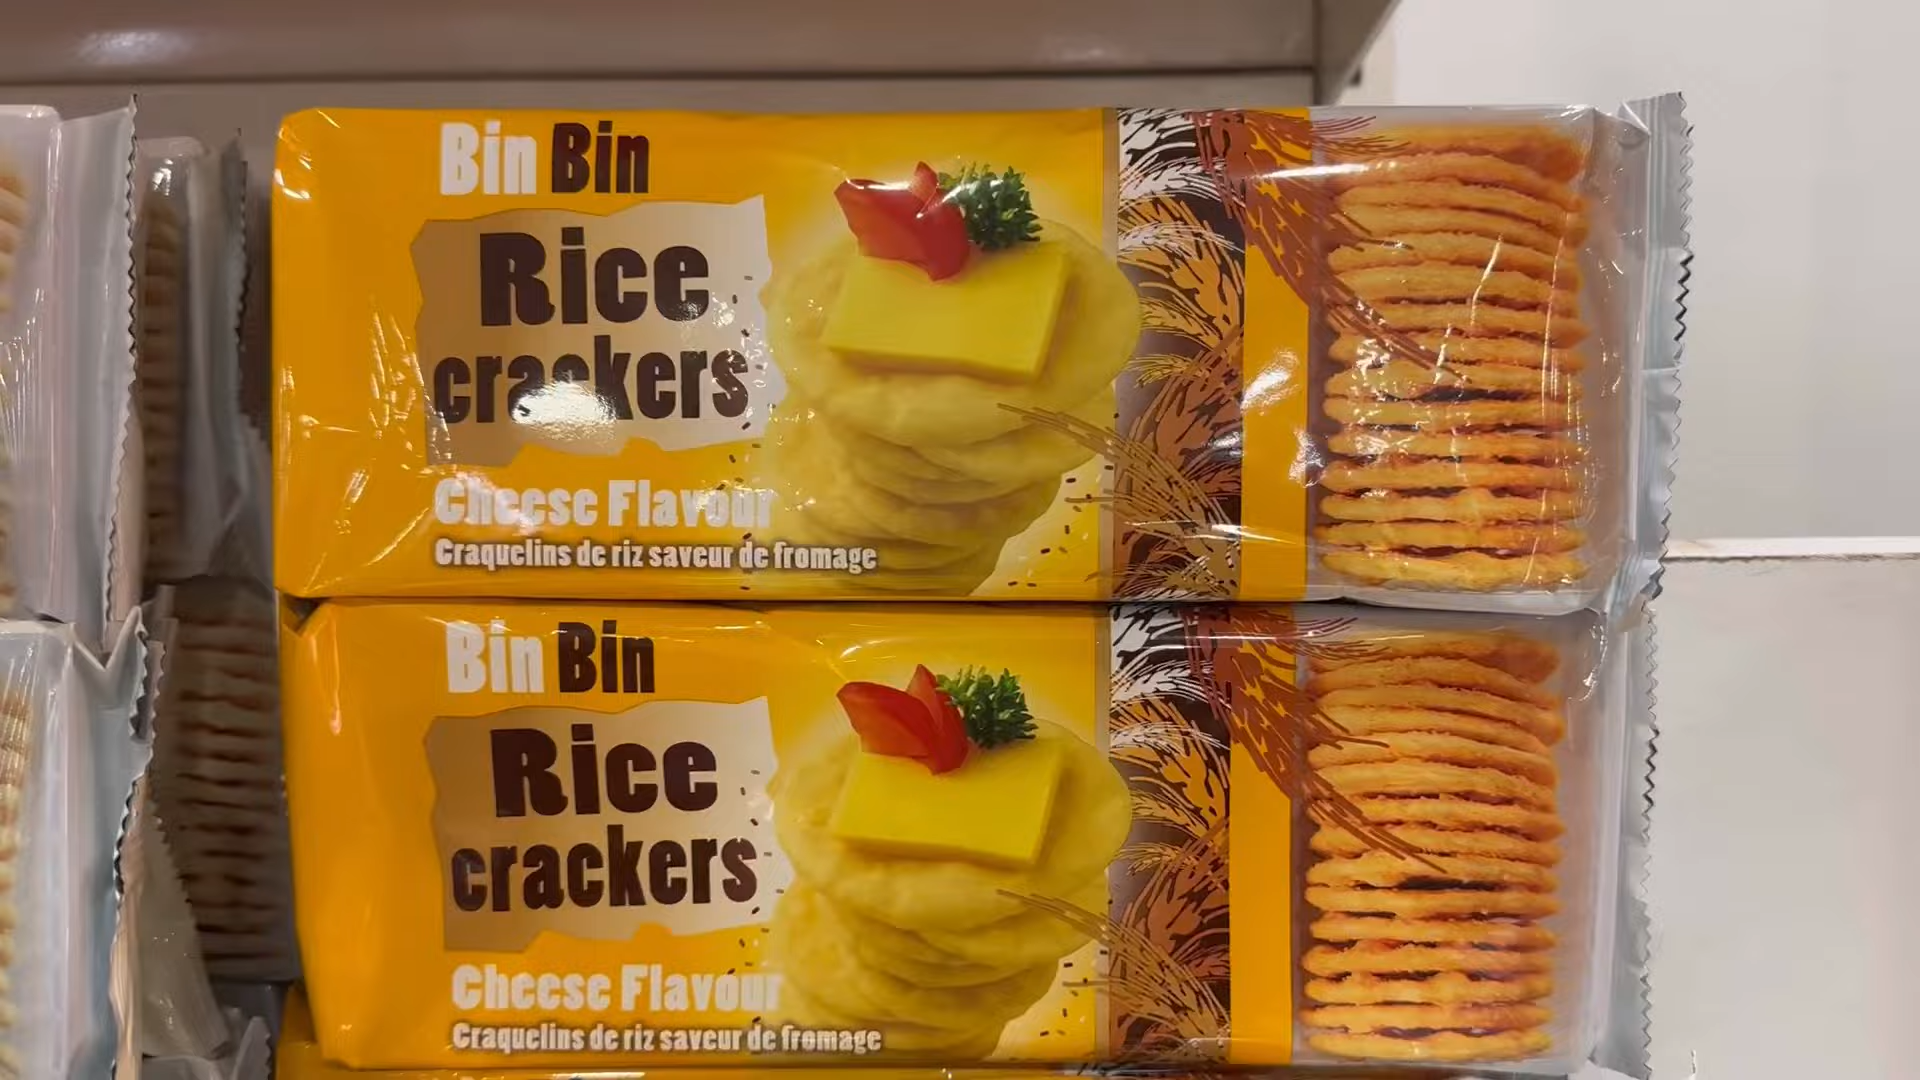 Bin Bin
Rice
crackers
Cheese Flavour
Craquelins de riz saveur de fromage
Bin Bin
Rice
crackers
Cheese Flavour
Craquelins de riz saveur de fromage